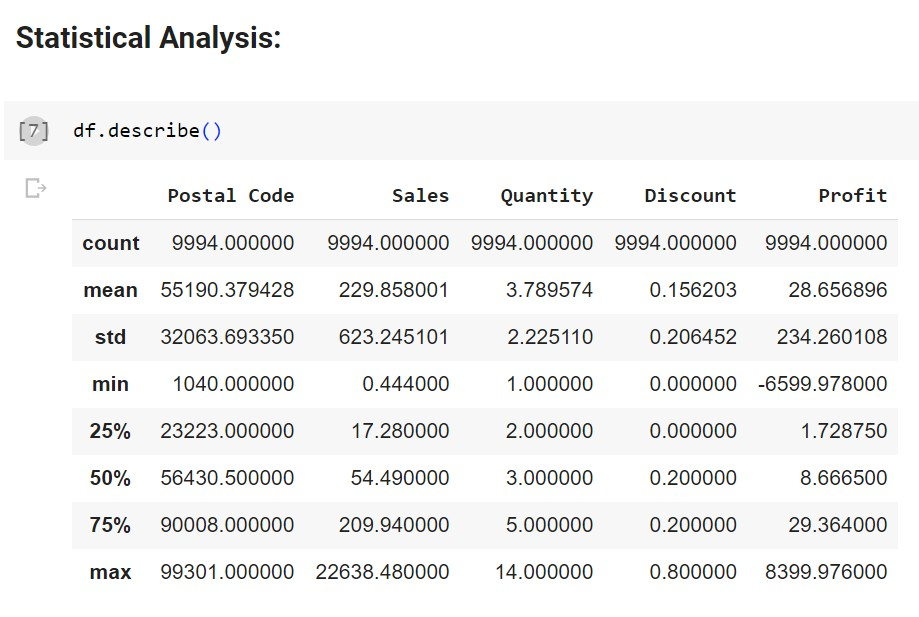 Statistical Analysis:
[7] df.describe()
Postal Code Sales Quantity Discount Profit
count 9994.000000 9994.000000 9994.000000 9994.000000 9994.000000
mean 55190.379428 229.858001 3.789574 0.156203 28.656896
std 32063.693350 623.245101 2.225110 0.206452 234.260108
min 1040.000000 0.444000 1.000000 0.000000 -6599.978000
25% 23223.000000 17.280000 2.000000 0.000000 1.728750
50% 56430.500000 54.490000 3.000000 0.200000 8.666500
75% 90008.000000 209.940000 5.000000 0.200000 29.364000
max 99301.000000 22638.480000 14.000000 0.800000 8399.976000